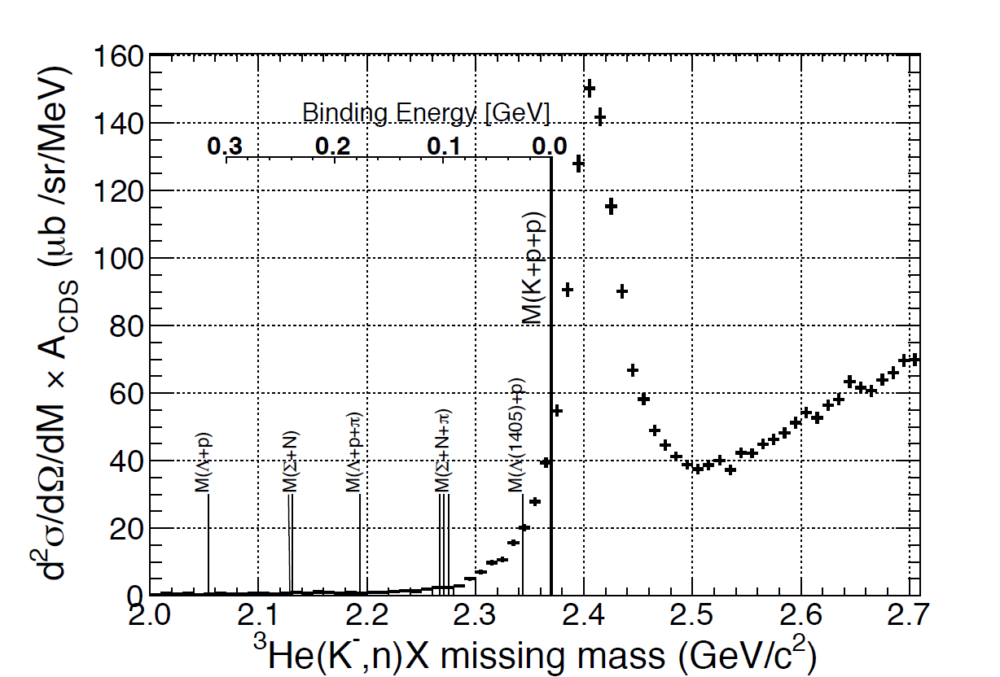 d²σ/dΩ/dM × A_CDS (μb /sr/MeV)
160
140
120
100
80
60
40
20
0
Binding Energy [GeV]
0.3 0.2 0.1 0.0
M(Λ+p)
M(Σ+N)
M(Λ+p+π)
M(Σ+N+π)
M(Λ(1405)+p)
M(K+p+p)
2.0 2.1 2.2 2.3 2.4 2.5 2.6 2.7
³He(K⁻,n)X missing mass (GeV/c²)